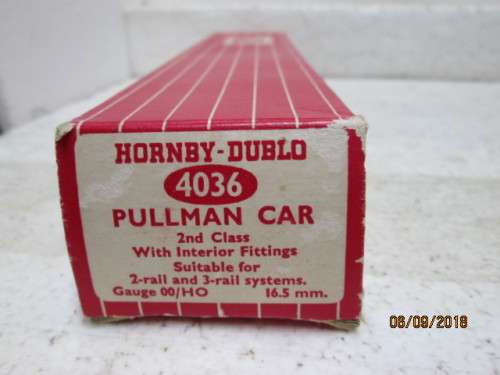 HORNBY-DUBLO
4036
PULLMAN CAR
2nd Class
With Interior Fittings
Suitable for
2-rail and 3-rail systems.
Gauge 00/HO 16.5 mm.
06/09/2018